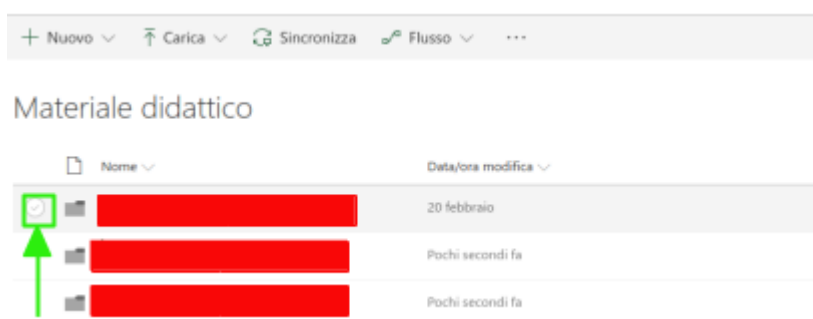 Nuovo Carica Sincronizza Flusso ...
Materiale didattico
Nome Data/ora modifica
20 febbraio
Pochi secondi fa
Pochi secondi fa